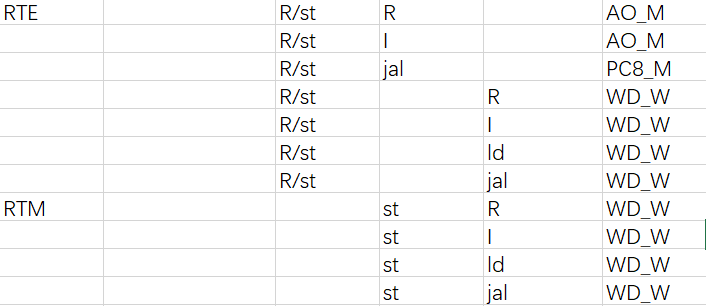 RTE R/st R AO_M
R/st I AO_M
R/st jal PC8_M
R/st R WD_W
R/st I WD_W
R/st ld WD_W
R/st jal WD_W
RTM st R WD_W
st I WD_W
st ld WD_W
st jal WD_W